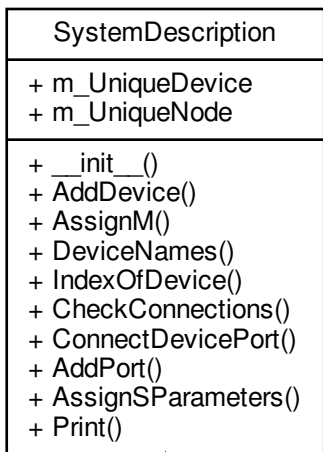 SystemDescription
+ m_UniqueDevice
+ m_UniqueNode
+ __init__()
+ AddDevice()
+ AssignM()
+ DeviceNames()
+ IndexOfDevice()
+ CheckConnections()
+ ConnectDevicePort()
+ AddPort()
+ AssignSParameters()
+ Print()